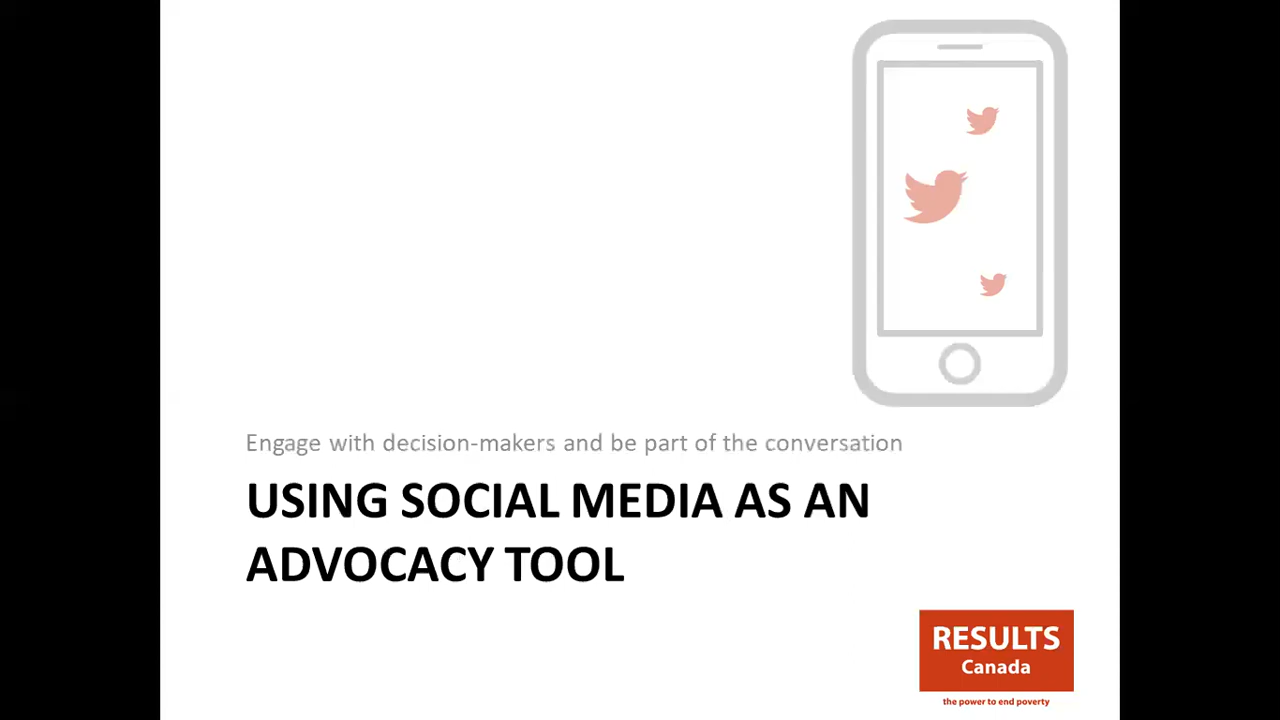 Engage with decision-makers and be part of the conversation
USING SOCIAL MEDIA AS AN
ADVOCACY TOOL
RESULTS
Canada
the power to end poverty